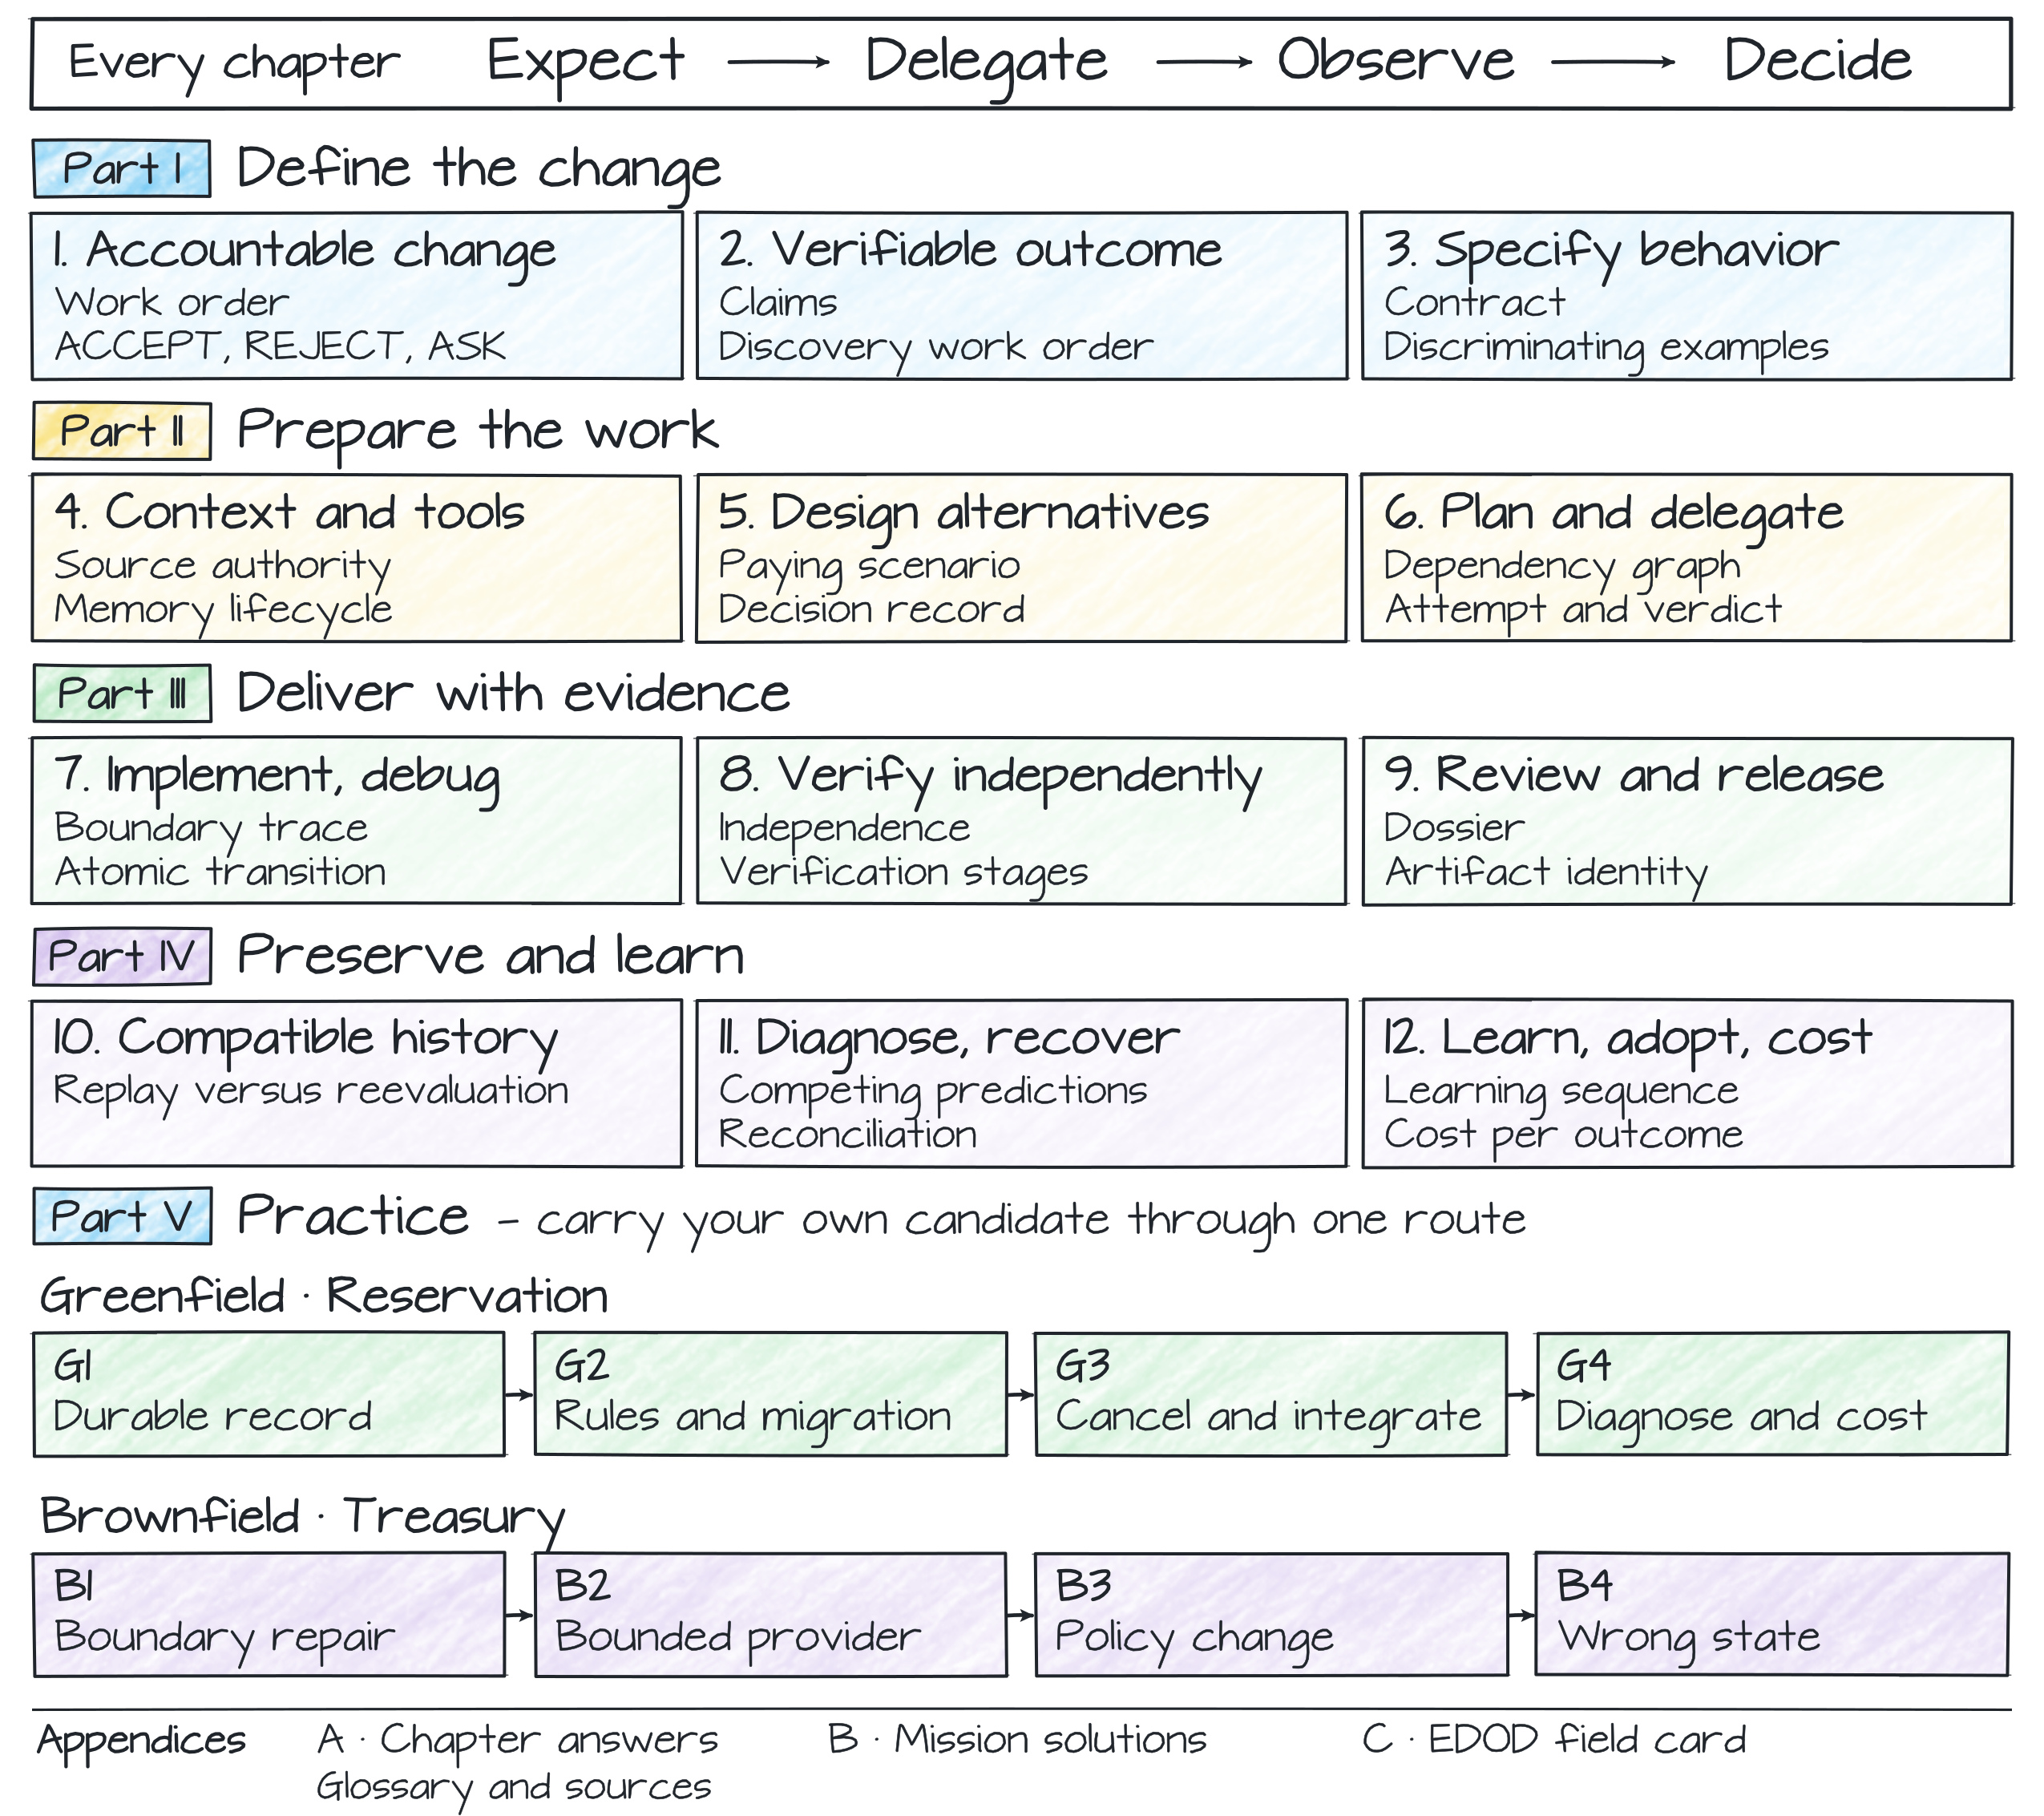 Every chapter Expect Delegate Observe Decide
Part I Define the change
1. Accountable change
Work order
ACCEPT, REJECT, ASK
2. Verifiable outcome
Claims
Discovery work order
3. Specify behavior
Contract
Discriminating examples
Part II Prepare the work
4. Context and tools
Source authority
Memory lifecycle
5. Design alternatives
Paying scenario
Decision record
6. Plan and delegate
Dependency graph
Attempt and verdict
Part III Deliver with evidence
7. Implement, debug
Boundary trace
Atomic transition
8. Verify independently
Independence
Verification stages
9. Review and release
Dossier
Artifact identity
Part IV Preserve and learn
10. Compatible history
Replay versus reevaluation
11. Diagnose, recover
Competing predictions
Reconciliation
12. Learn, adopt, cost
Learning sequence
Cost per outcome
Part V Practice – carry your own candidate through one route
Greenfield · Reservation
G1
Durable record
G2
Rules and migration
G3
Cancel and integrate
G4
Diagnose and cost
Brownfield · Treasury
B1
Boundary repair
B2
Bounded provider
B3
Policy change
B4
Wrong state
Appendices A · Chapter answers B · Mission solutions C · EDOD field card
Glossary and sources